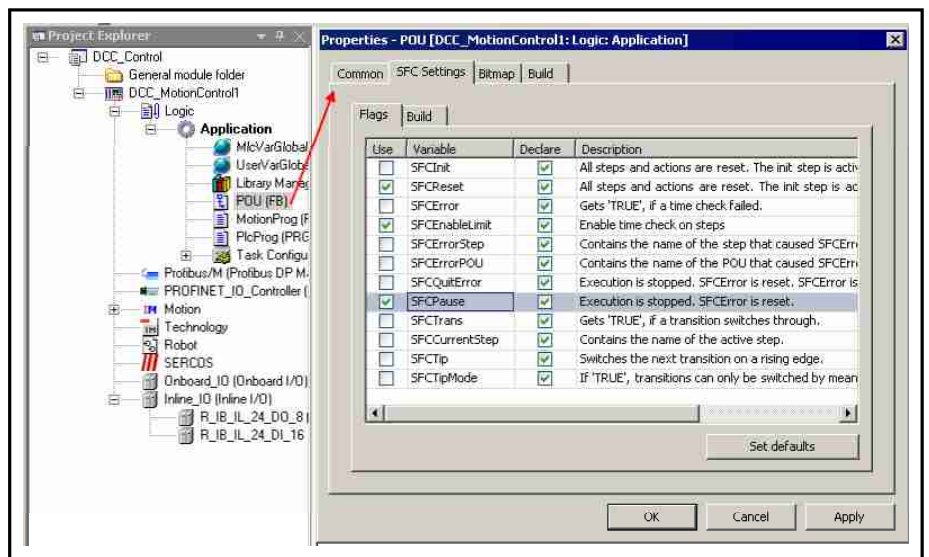 Project Explorer
DCC_Control
General module folder
DCC_MotionControl1
Logic
Application
MlcVarGlobal
UserVarGloba
Library Manag
POU (FB)
MotionProg (F
PlcProg (PRG
Task Configu
Profibus/M (Profibus DP M
PROFINET_IO_Controller (
Motion
Technology
Robot
SERCOS
Onboard_IO (Onboard I/O)
Inline_IO (Inline I/O)
R_IB_IL_24_DO_8
R_IB_IL_24_DI_16
Properties - POU [DCC_MotionControl1: Logic: Application]
Common SFC Settings Bitmap Build
Flags Build
Use Variable Declare Description
SFCInit All steps and actions are reset. The init step is activ
SFCReset All steps and actions are reset. The init step is ac
SFCError Gets 'TRUE', if a time check failed.
SFCEnableLimit Enable time check on steps
SFCErrorStep Contains the name of the step that caused SFCErr
SFCErrorPOU Contains the name of the POU that caused SFCErr
SFCQuitError Execution is stopped. SFCError is reset. SFCError is
SFCPause Execution is stopped. SFCError is reset.
SFCTrans Gets 'TRUE', if a transition switches through.
SFCCurrentStep Contains the name of the active step.
SFCTip Switches the next transition on a rising edge.
SFCTipMode If 'TRUE', transitions can only be switched by mean
Set defaults
OK Cancel Apply